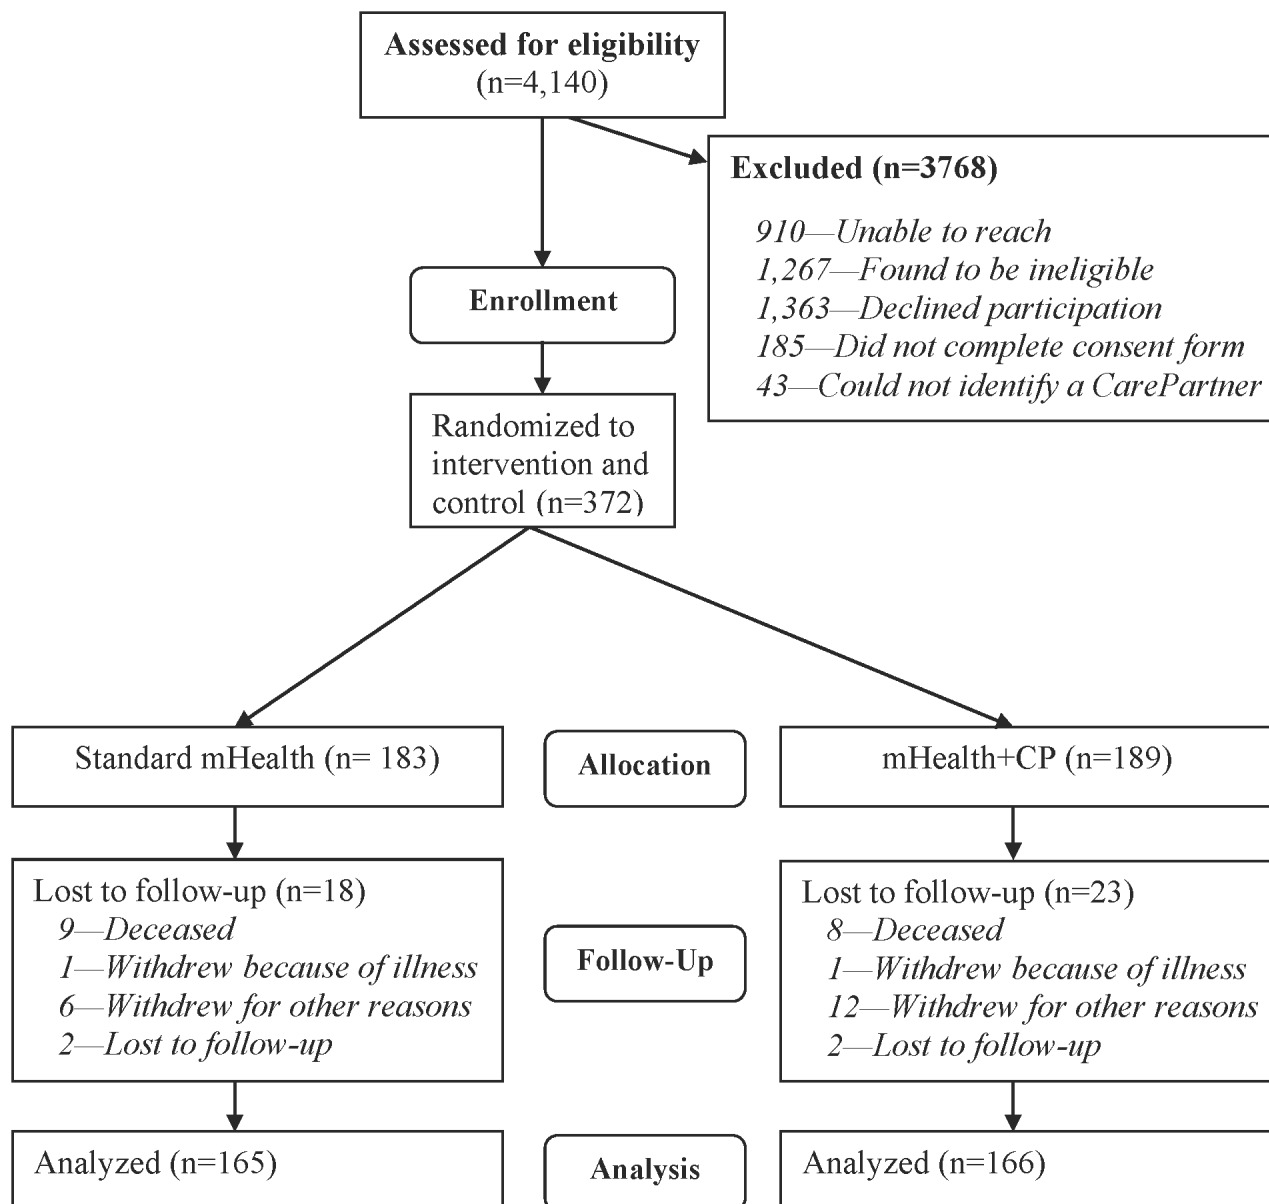 Assessed for eligibility
(n=4,140)
Excluded (n=3768)
910—Unable to reach
1,267—Found to be ineligible
1,363—Declined participation
185—Did not complete consent form
43—Could not identify a CarePartner
Enrollment
Randomized to
intervention and
control (n=372)
Standard mHealth (n= 183)
Allocation
mHealth+CP (n=189)
Lost to follow-up (n=18)
9—Deceased
1—Withdrew because of illness
6—Withdrew for other reasons
2—Lost to follow-up
Follow-Up
Lost to follow-up (n=23)
8—Deceased
1—Withdrew because of illness
12—Withdrew for other reasons
2—Lost to follow-up
Analyzed (n=165)
Analysis
Analyzed (n=166)